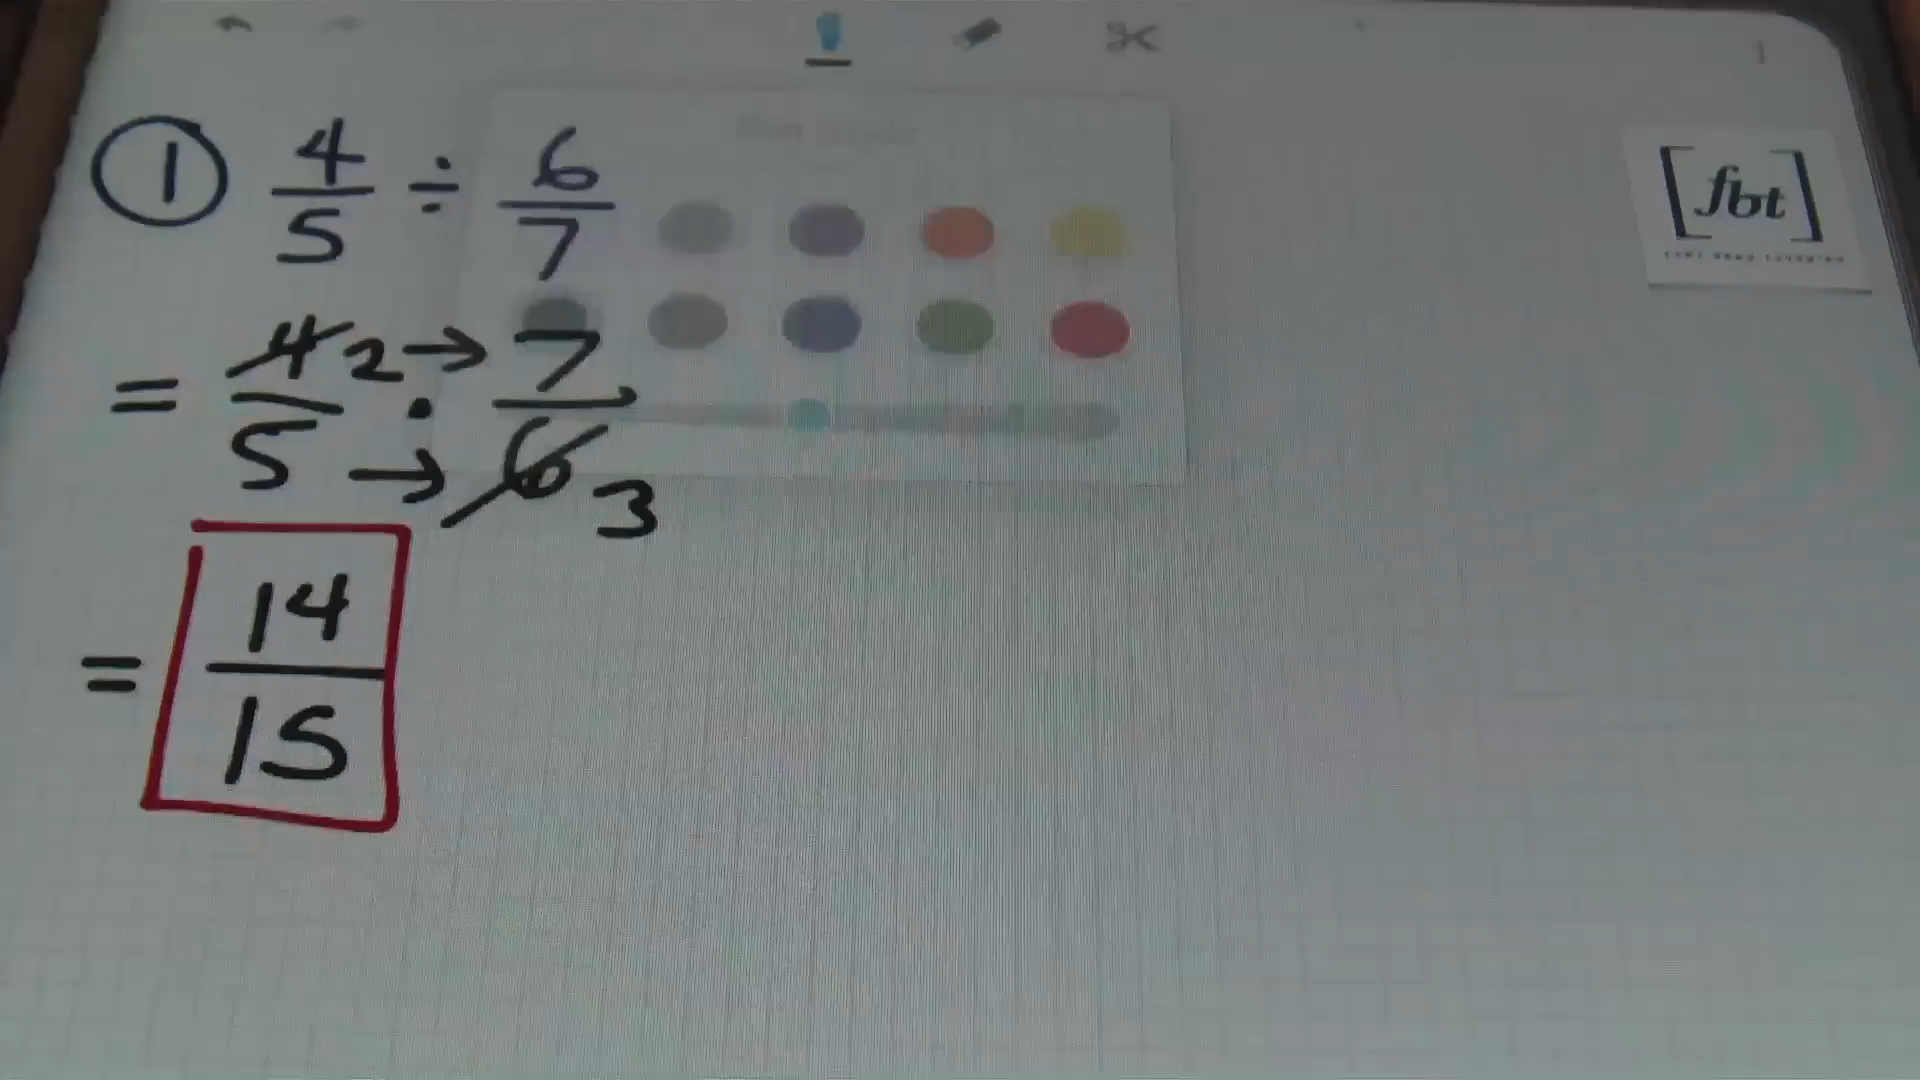 ① 4/5 ÷ 6/7
= 4 2 → 7
5 · → 6 3
= 14/15
[fbt]